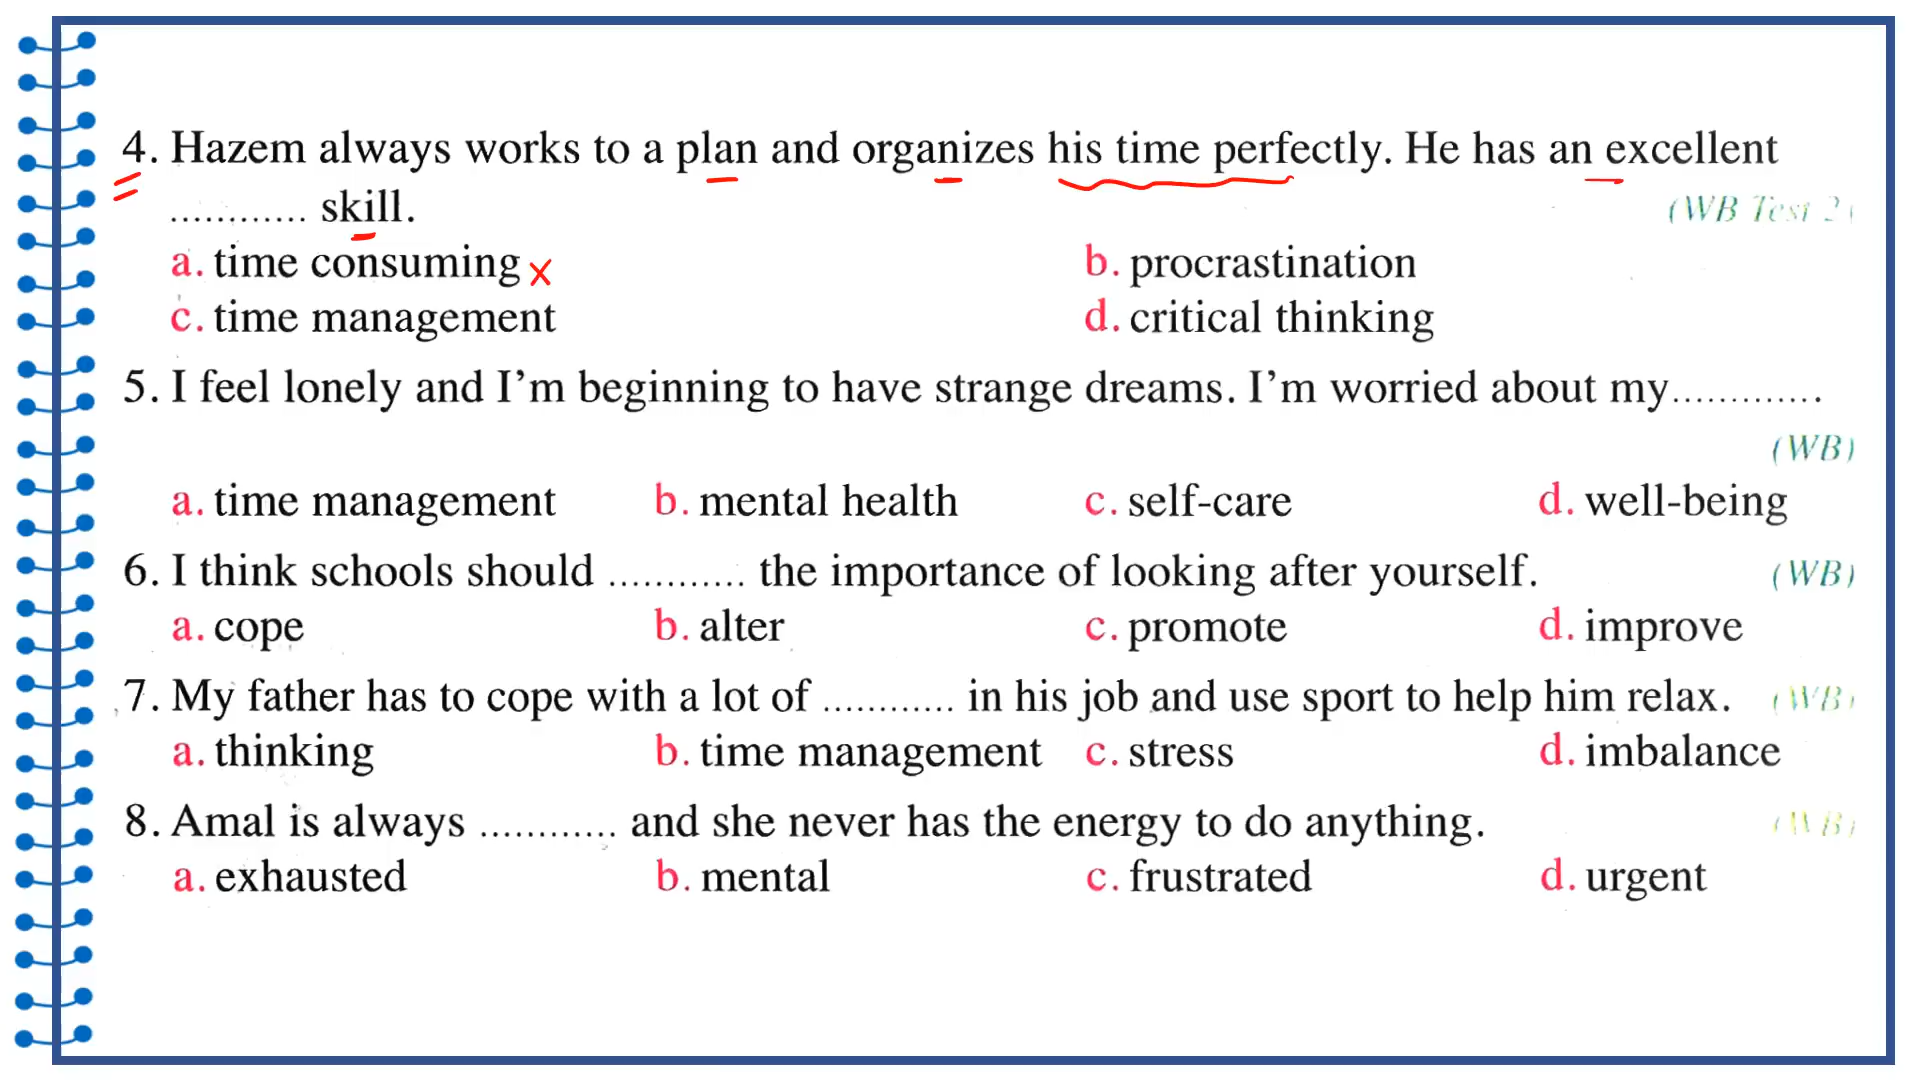 4. Hazem always works to a plan and organizes his time perfectly. He has an excellent
............ skill. (WB Test 2)
a. time consuming x b. procrastination
c. time management d. critical thinking
5. I feel lonely and I'm beginning to have strange dreams. I'm worried about my.............
(WB)
a. time management b. mental health c. self-care d. well-being
6. I think schools should ............ the importance of looking after yourself. (WB)
a. cope b. alter c. promote d. improve
7. My father has to cope with a lot of ............ in his job and use sport to help him relax. (WB)
a. thinking b. time management c. stress d. imbalance
8. Amal is always ............ and she never has the energy to do anything. (WB)
a. exhausted b. mental c. frustrated d. urgent